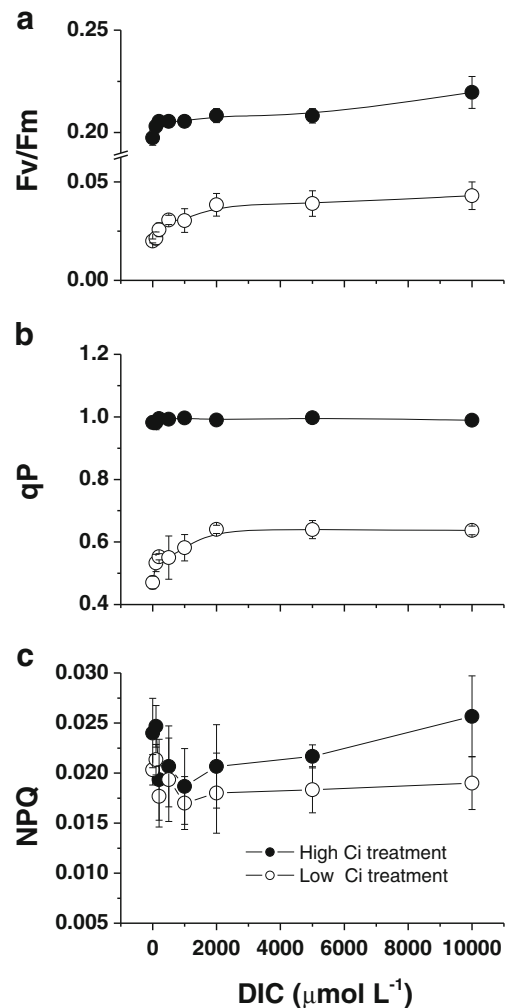 a
0.25
0.20
0.05
0.00
Fv/Fm
b
1.2
1.0
0.8
0.6
0.4
qP
c
0.030
0.025
0.020
0.015
0.010
0.005
NPQ
High Ci treatment
Low Ci treatment
0 2000 4000 6000 8000 10000
DIC (μmol L⁻¹)